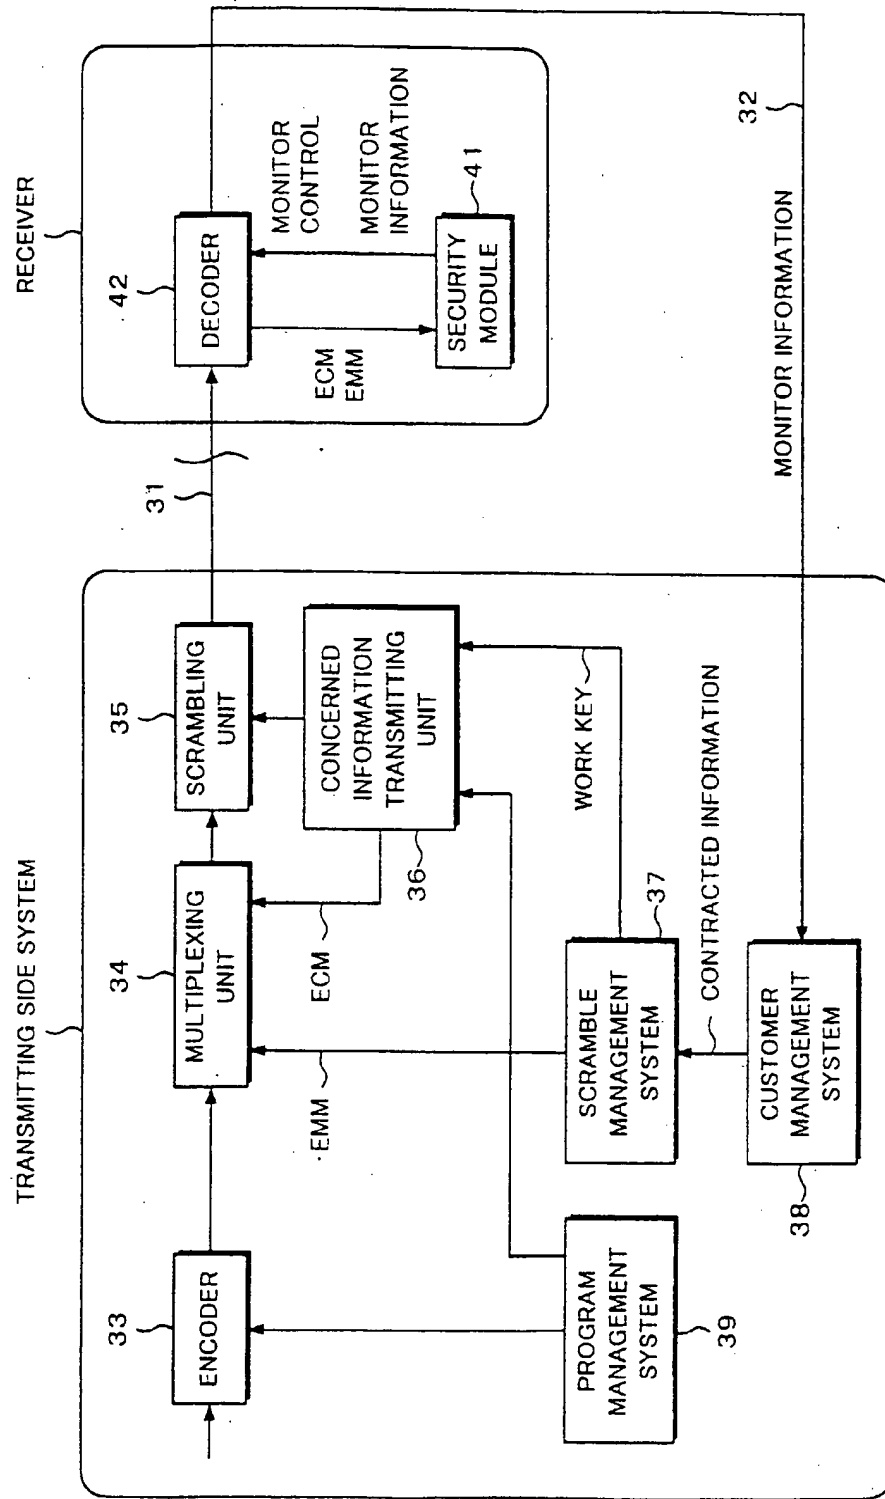 TRANSMITTING SIDE SYSTEM
33
ENCODER
34
MULTIPLEXING
UNIT
35
SCRAMBLING
UNIT
31
EMM
ECM
36
CONCERNED
INFORMATION
TRANSMITTING
UNIT
WORK KEY
39
PROGRAM
MANAGEMENT
SYSTEM
37
SCRAMBLE
MANAGEMENT
SYSTEM
CONTRACTED INFORMATION
38
CUSTOMER
MANAGEMENT
SYSTEM
RECEIVER
42
DECODER
ECM
EMM
MONITOR
CONTROL
MONITOR
INFORMATION
41
SECURITY
MODULE
MONITOR INFORMATION
32